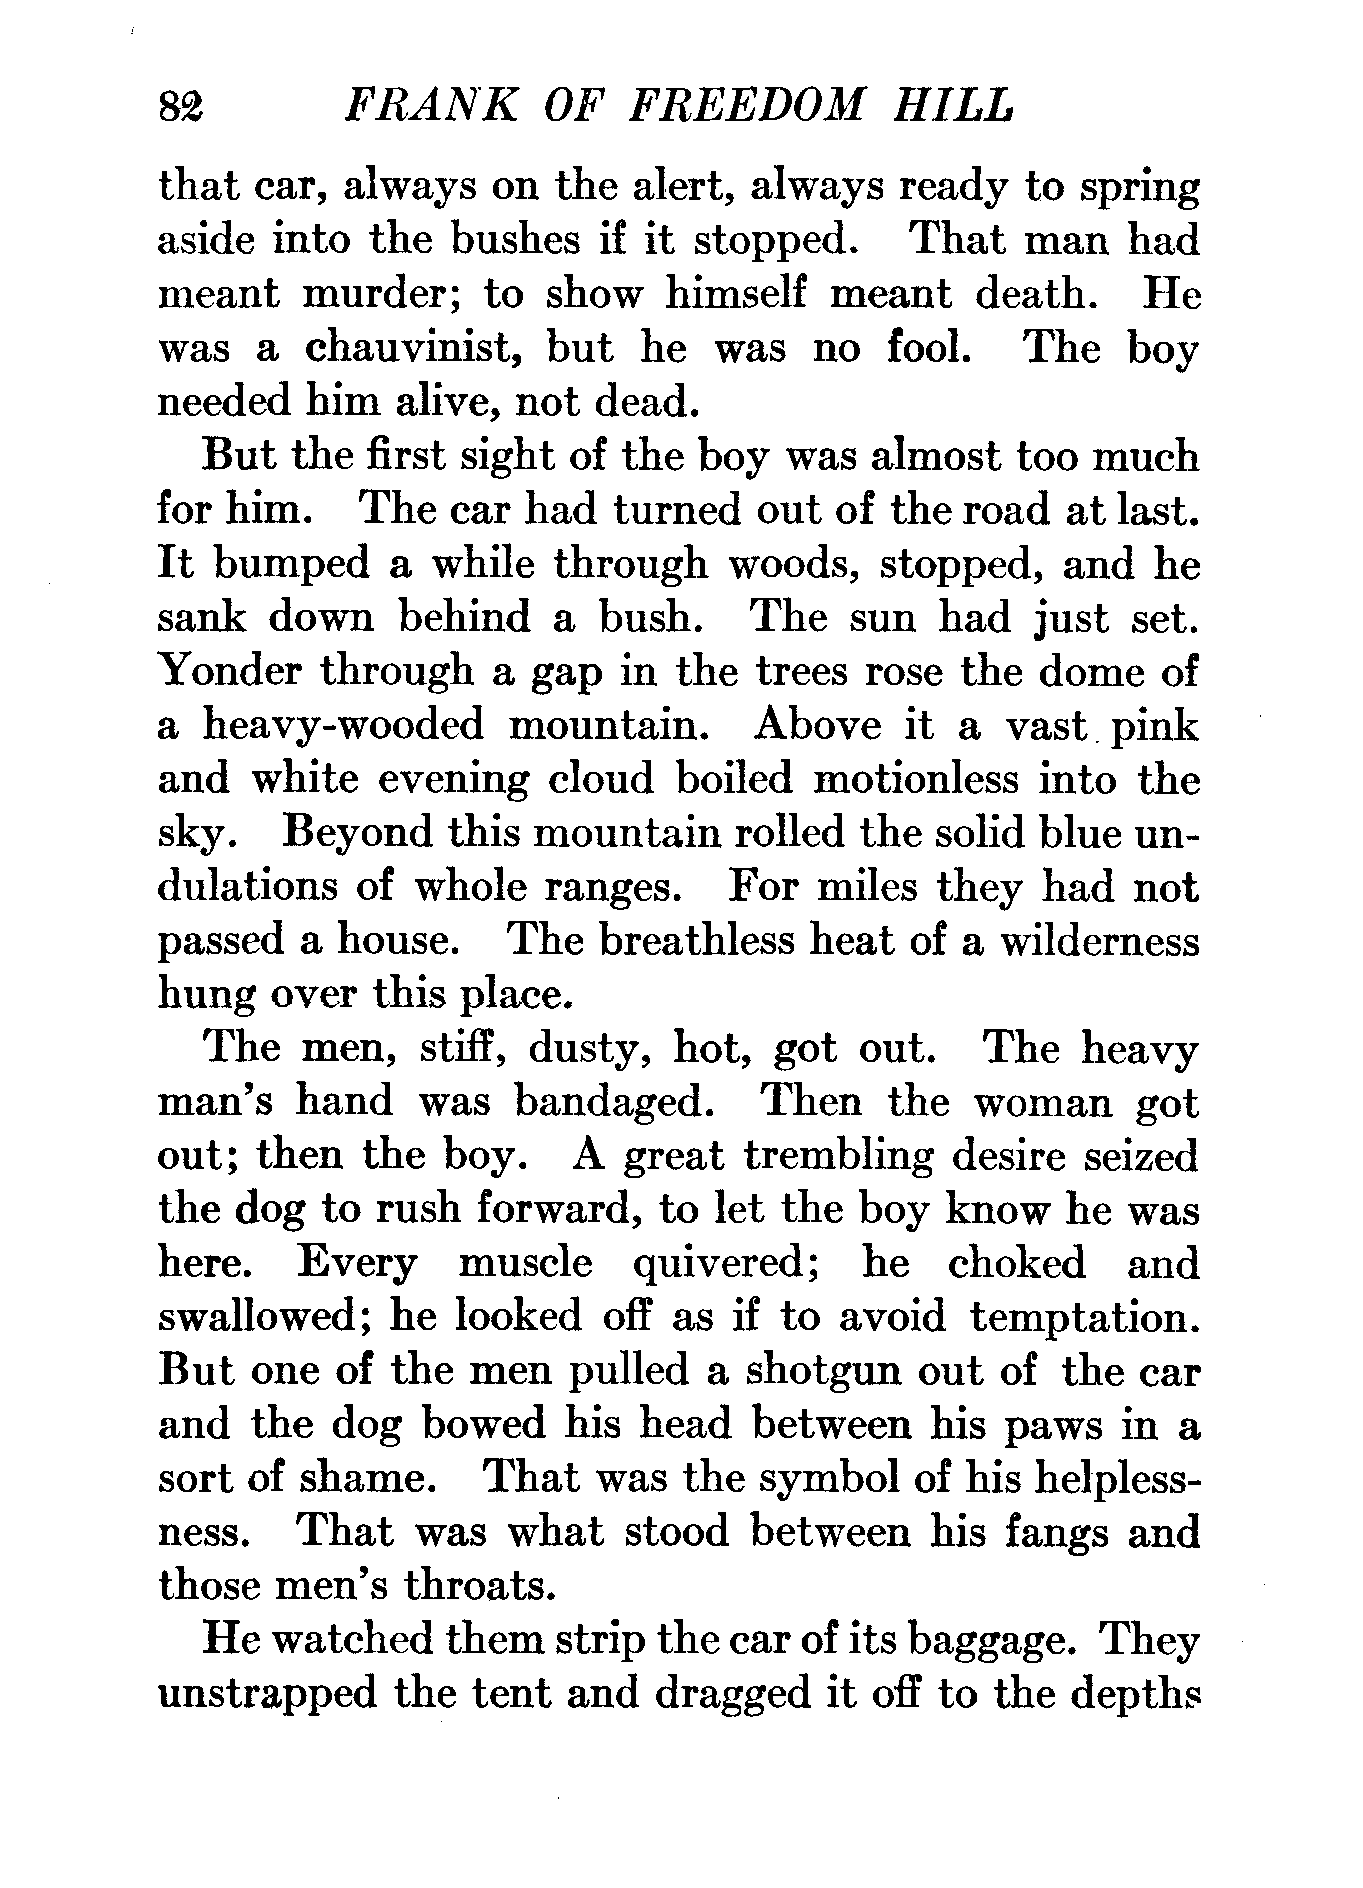 82 FRANK OF FREEDOM HILL
that car, always on the alert, always ready to spring
aside into the bushes if it stopped. That man had
meant murder; to show himself meant death. He
was a chauvinist, but he was no fool. The boy
needed him alive, not dead.
But the first sight of the boy was almost too much
for him. The car had turned out of the road at last.
It bumped a while through woods, stopped, and he
sank down behind a bush. The sun had just set.
Yonder through a gap in the trees rose the dome of
a heavy-wooded mountain. Above it a vast pink
and white evening cloud boiled motionless into the
sky. Beyond this mountain rolled the solid blue un-
dulations of whole ranges. For miles they had not
passed a house. The breathless heat of a wilderness
hung over this place.
The men, stiff, dusty, hot, got out. The heavy
man's hand was bandaged. Then the woman got
out; then the boy. A great trembling desire seized
the dog to rush forward, to let the boy know he was
here. Every muscle quivered; he choked and
swallowed; he looked off as if to avoid temptation.
But one of the men pulled a shotgun out of the car
and the dog bowed his head between his paws in a
sort of shame. That was the symbol of his helpless-
ness. That was what stood between his fangs and
those men's throats.
He watched them strip the car of its baggage. They
unstrapped the tent and dragged it off to the depths